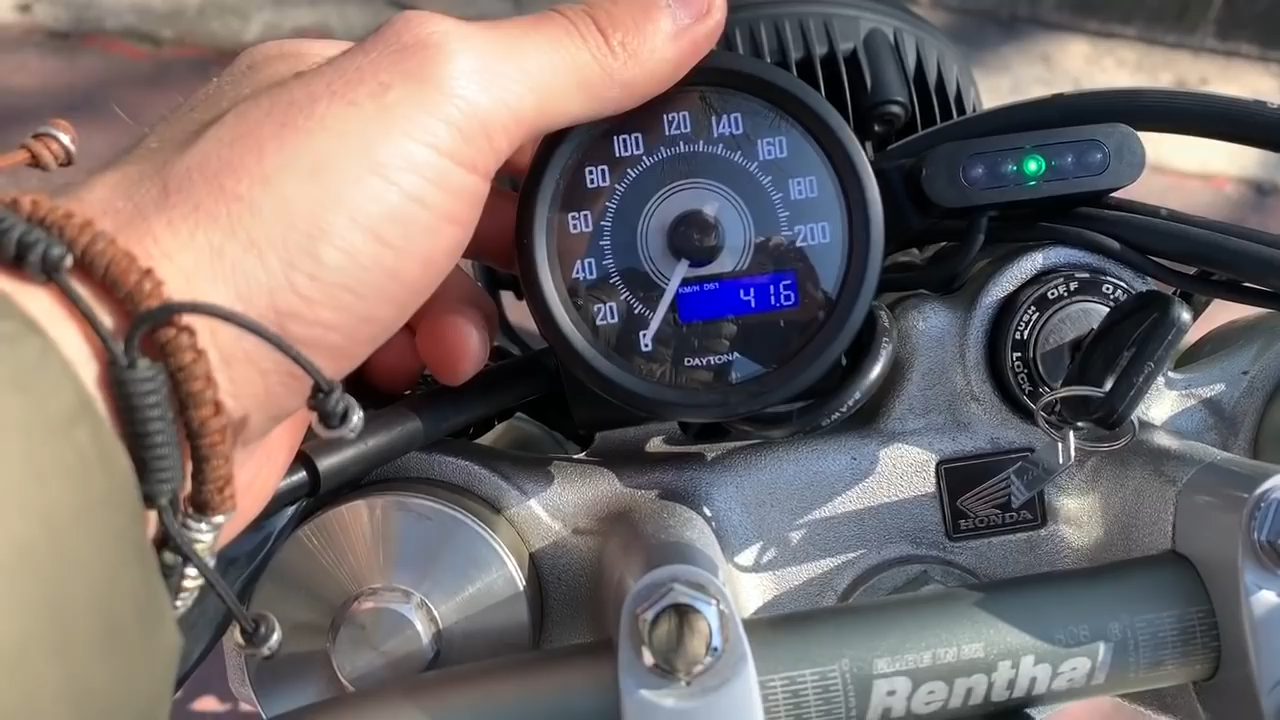 0
20
40
60
80
100
120
140
160
180
200
KM/H DST
41.6
DAYTONA
OFF
ON
PUSH
LOCK
HONDA
MADE IN UK
Renthal